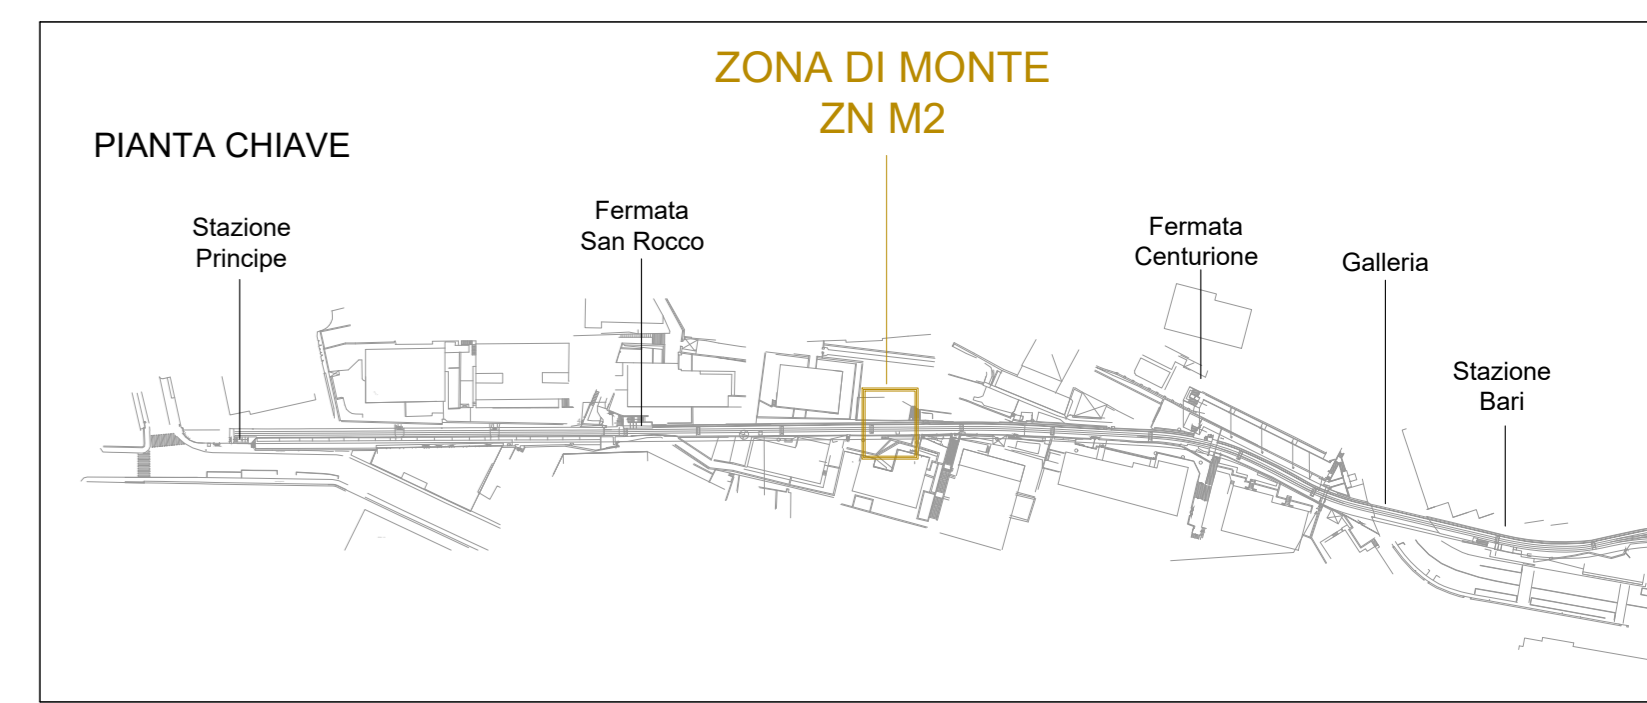 ZONA DI MONTE
ZN M2
PIANTA CHIAVE
Stazione
Principe
Fermata
San Rocco
Fermata
Centurione
Galleria
Stazione
Bari